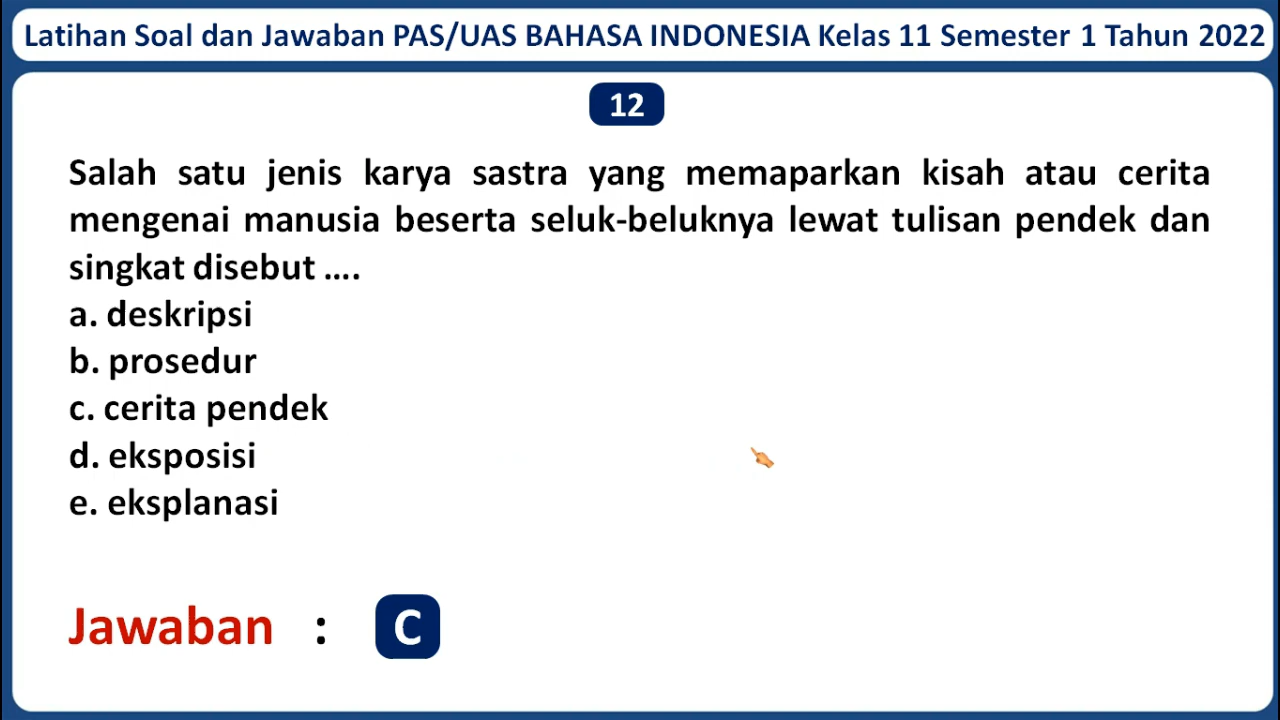 Latihan Soal dan Jawaban PAS/UAS BAHASA INDONESIA Kelas 11 Semester 1 Tahun 2022
12
Salah satu jenis karya sastra yang memaparkan kisah atau cerita
mengenai manusia beserta seluk-beluknya lewat tulisan pendek dan
singkat disebut ....
a. deskripsi
b. prosedur
c. cerita pendek
d. eksposisi
e. eksplanasi
Jawaban : C